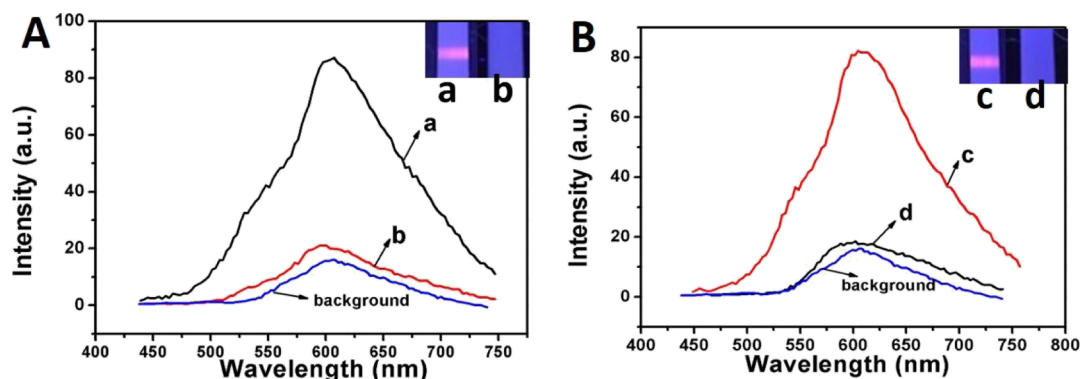 A
100
80
60
40
20
0
Intensity (a.u.)
a
b
a
b
background
400 450 500 550 600 650 700 750
Wavelength (nm)
B
80
60
40
20
0
Intensity (a.u.)
c
d
c
d
background
400 450 500 550 600 650 700 750 800
Wavelength (nm)